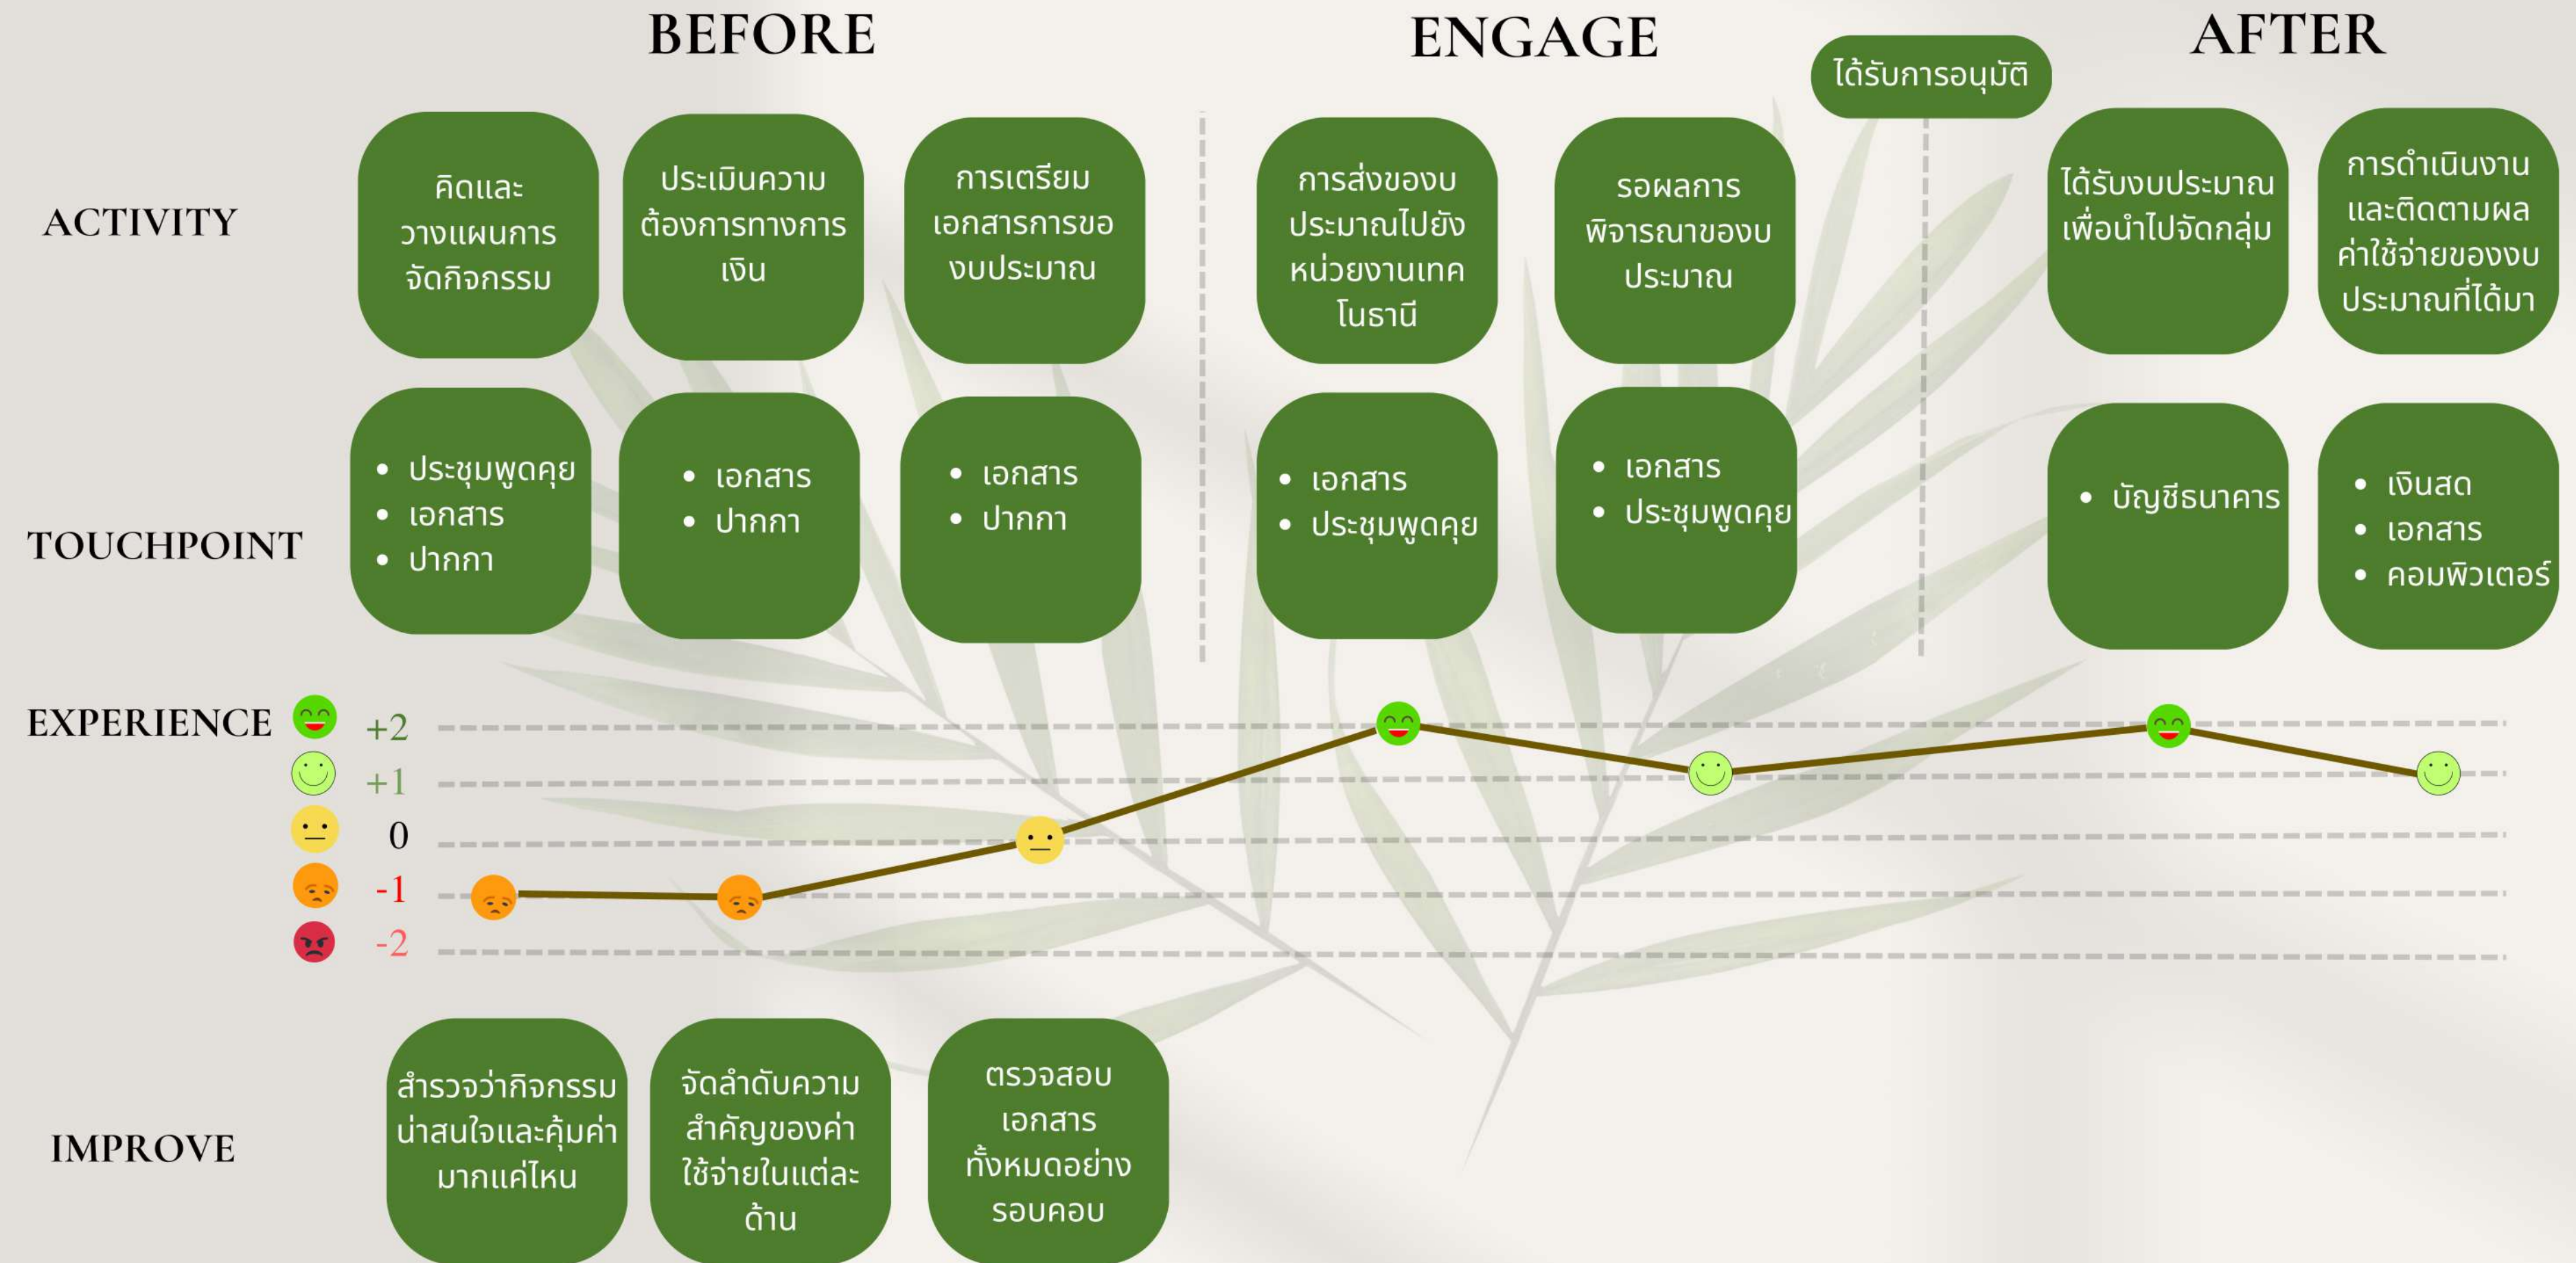 BEFORE
ENGAGE
AFTER
ได้รับการอนุมัติ
ACTIVITY
คิดและ
วางแผนการ
จัดกิจกรรม
ประเมินความ
ต้องการทางการ
เงิน
การเตรียม
เอกสารการขอ
งบประมาณ
การส่งของบ
ประมาณไปยัง
หน่วยงานเทค
โนธานี
รอผลการ
พิจารณาของบ
ประมาณ
ได้รับงบประมาณ
เพื่อนำไปจัดกลุ่ม
การดำเนินงาน
และติดตามผล
ค่าใช้จ่ายของงบ
ประมาณที่ได้มา
TOUCHPOINT
• ประชุมพูดคุย
• เอกสาร
• ปากกา
• เอกสาร
• ปากกา
• เอกสาร
• ปากกา
• เอกสาร
• ประชุมพูดคุย
• เอกสาร
• ประชุมพูดคุย
• บัญชีธนาคาร
• เงินสด
• เอกสาร
• คอมพิวเตอร์
EXPERIENCE
+2
+1
0
-1
-2
IMPROVE
สำรวจว่ากิจกรรม
น่าสนใจและคุ้มค่า
มากแค่ไหน
จัดลำดับความ
สำคัญของค่า
ใช้จ่ายในแต่ละ
ด้าน
ตรวจสอบ
เอกสาร
ทั้งหมดอย่าง
รอบคอบ